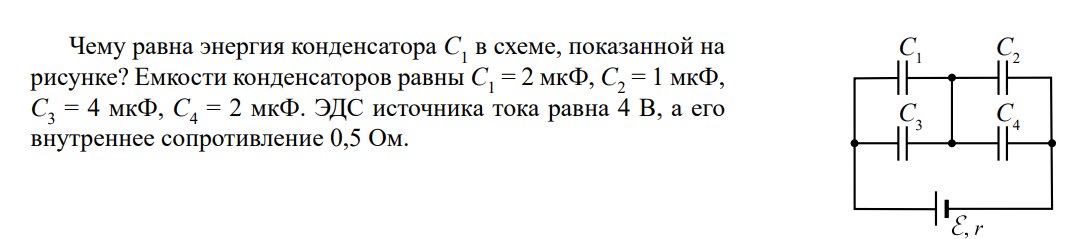 Чему равна энергия конденсатора C₁ в схеме, показанной на
рисунке? Емкости конденсаторов равны C₁ = 2 мкФ, C₂ = 1 мкФ,
C₃ = 4 мкФ, C₄ = 2 мкФ. ЭДС источника тока равна 4 В, а его
внутреннее сопротивление 0,5 Ом.
C₁ C₂
C₃ C₄
ℰ, r